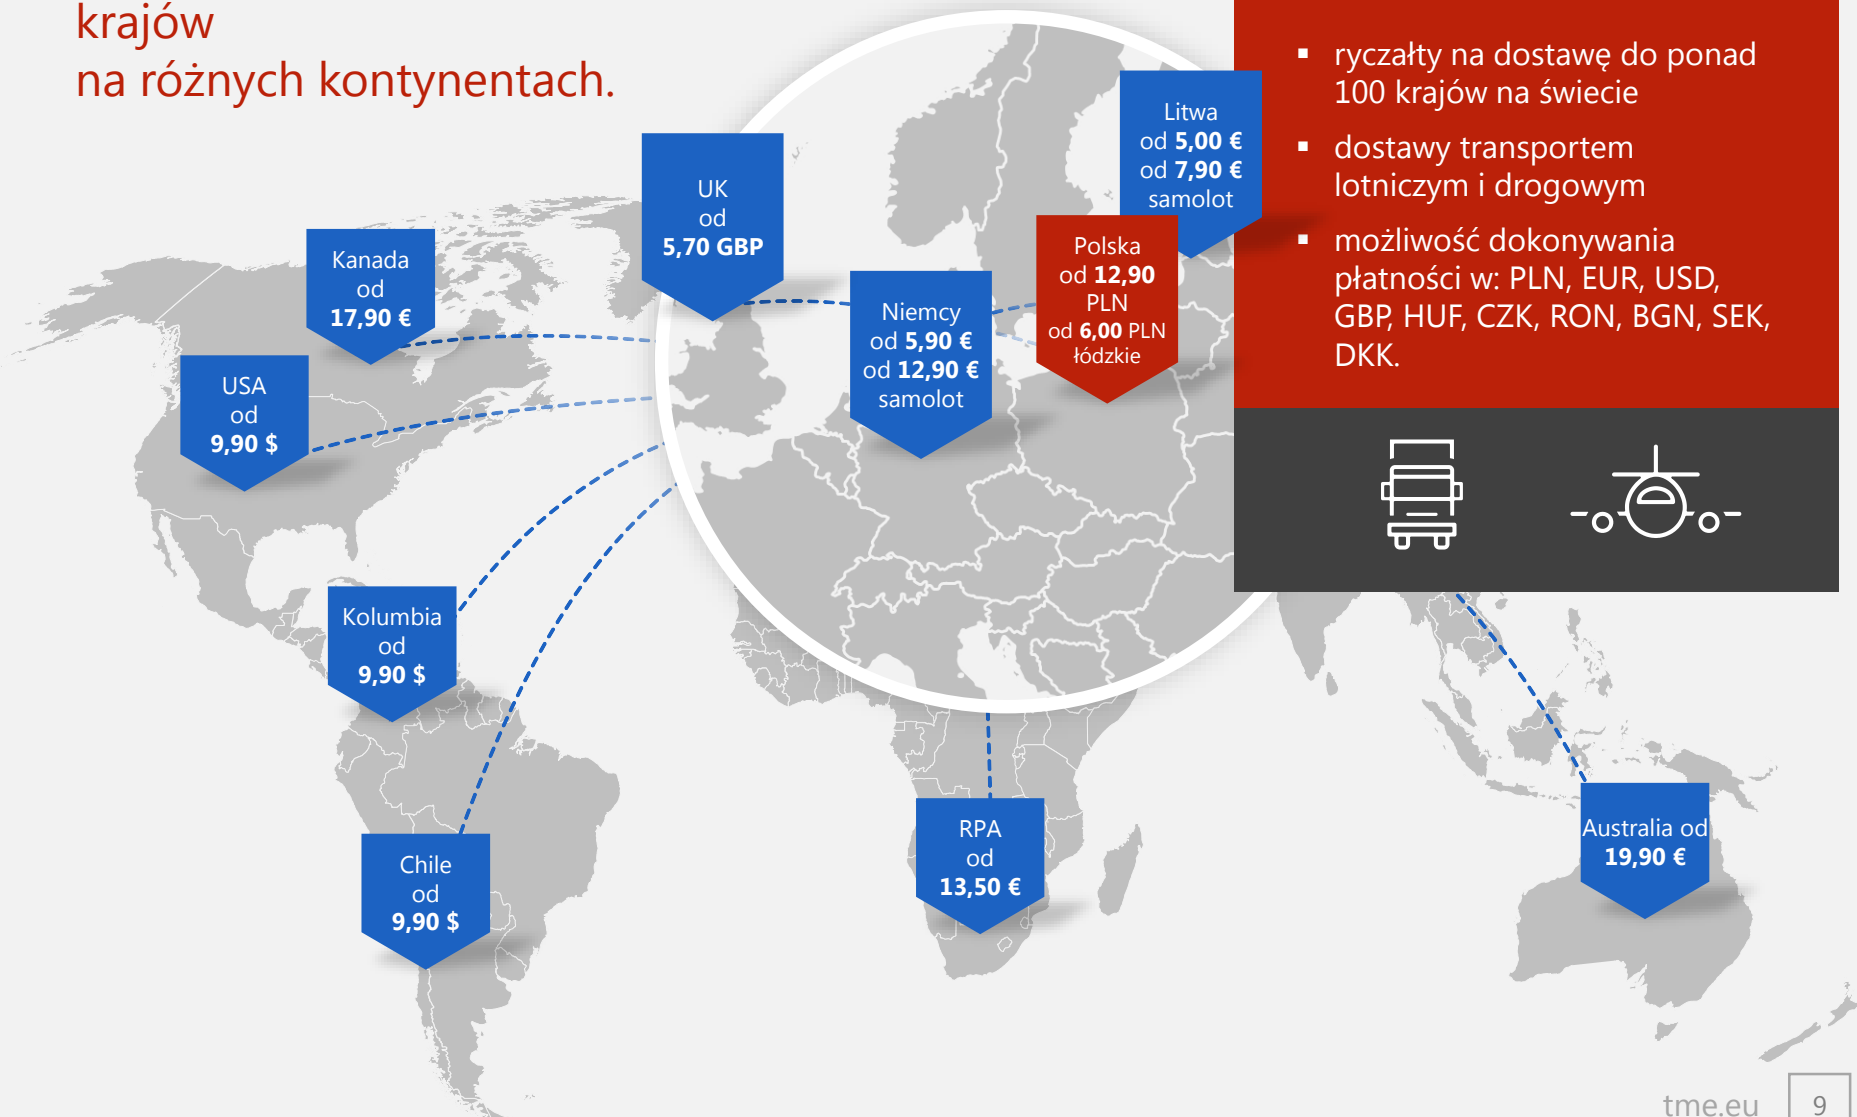 krajów
na różnych kontynentach.
▪ ryczałty na dostawę do ponad
100 krajów na świecie
▪ dostawy transportem
lotniczym i drogowym
▪ możliwość dokonywania
płatności w: PLN, EUR, USD,
GBP, HUF, CZK, RON, BGN, SEK,
DKK.
Litwa
od 5,00 €
od 7,90 €
samolot
UK
od
5,70 GBP
Polska
od 12,90
PLN
od 6,00 PLN
łódzkie
Kanada
od
17,90 €
Niemcy
od 5,90 €
od 12,90 €
samolot
USA
od
9,90 $
Kolumbia
od
9,90 $
Chile
od
9,90 $
RPA
od
13,50 €
Australia od
19,90 €
tme.eu
9